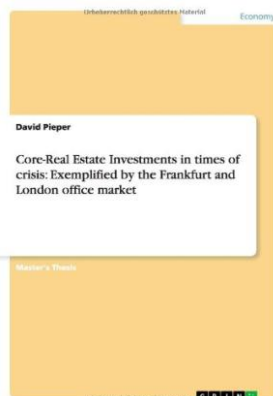 Urheberrechtlich geschütztes Material
Economy
David Pieper
Core-Real Estate Investments in times of
crisis: Exemplified by the Frankfurt and
London office market
Master's Thesis